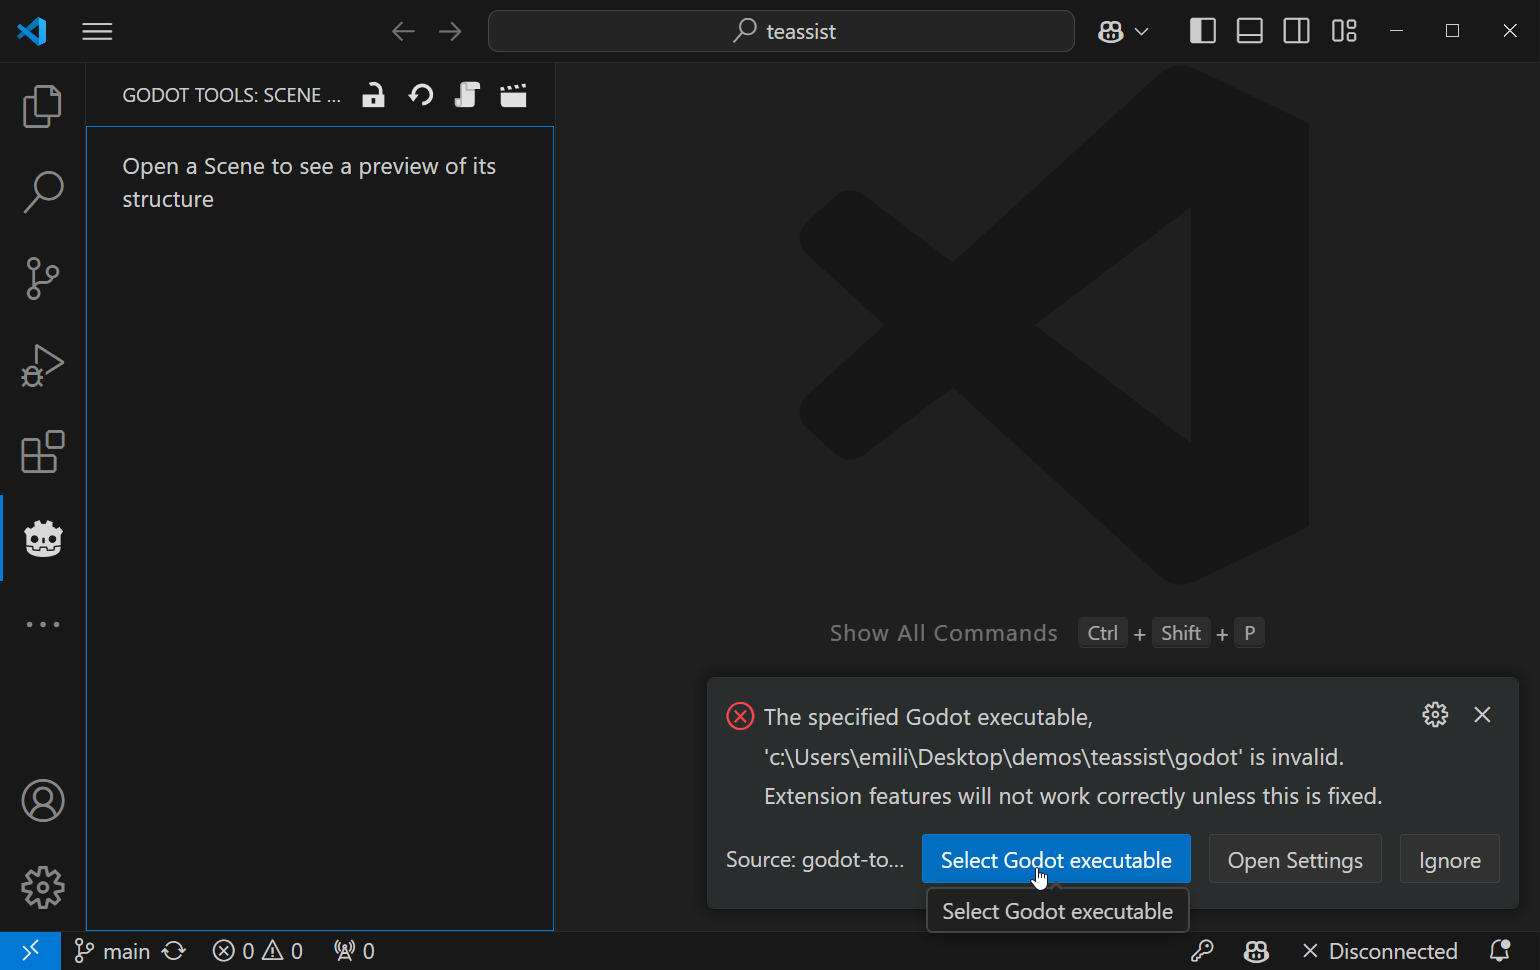 teassist
GODOT TOOLS: SCENE ...
Open a Scene to see a preview of its
structure
Show All Commands Ctrl + Shift + P
The specified Godot executable,
'c:\Users\emili\Desktop\demos\teassist\godot' is invalid.
Extension features will not work correctly unless this is fixed.
Source: godot-to... Select Godot executable Open Settings Ignore
Select Godot executable
main 0 0 0 Disconnected